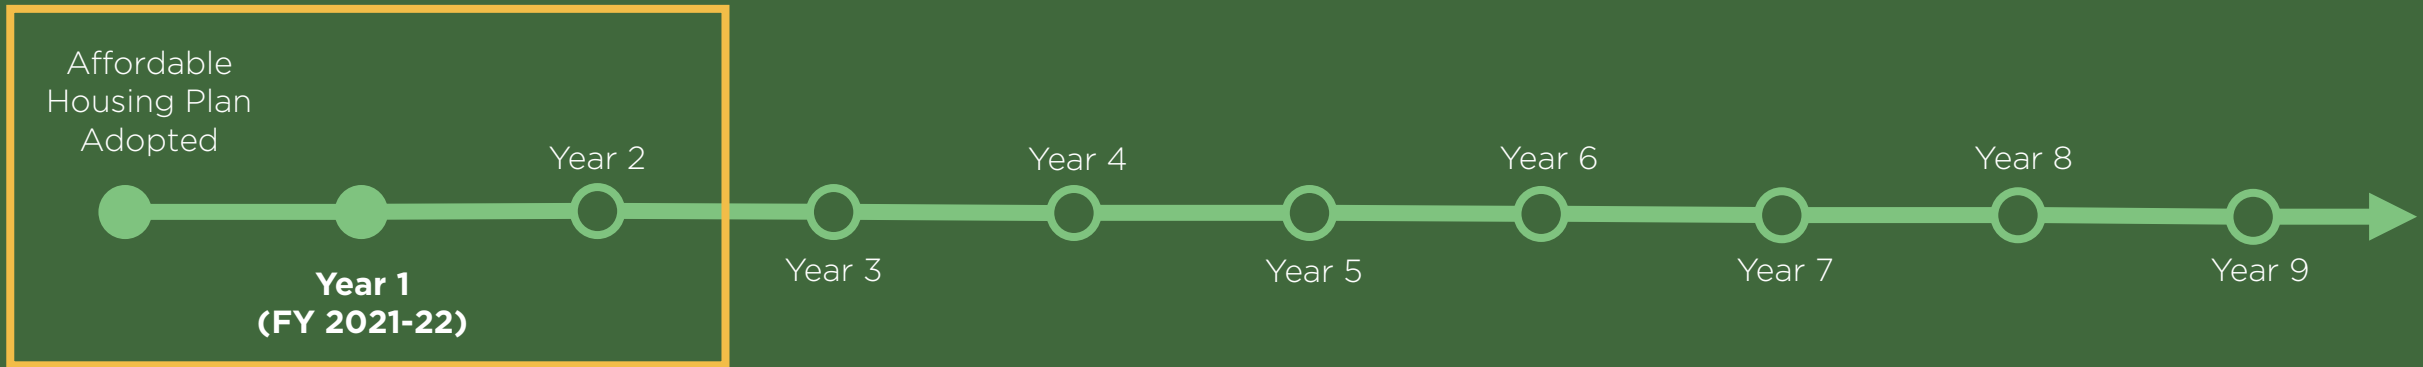 Affordable
Housing Plan
Adopted
Year 1
(FY 2021-22)
Year 2
Year 3
Year 4
Year 5
Year 6
Year 7
Year 8
Year 9